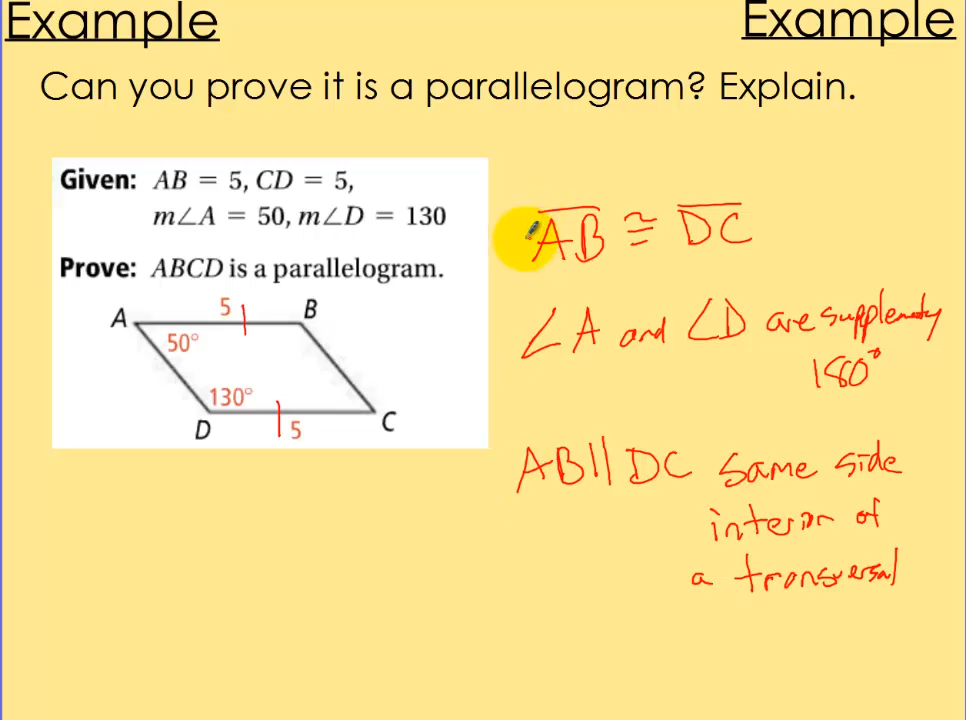 Example Example
Can you prove it is a parallelogram? Explain.
Given: AB = 5, CD = 5,
m∠A = 50, m∠D = 130
Prove: ABCD is a parallelogram.
A 5 B
50°
130°
D 5 C
AB ≅ DC
∠A and ∠D are supplementy
180°
AB || DC same side
interior of
a transversal